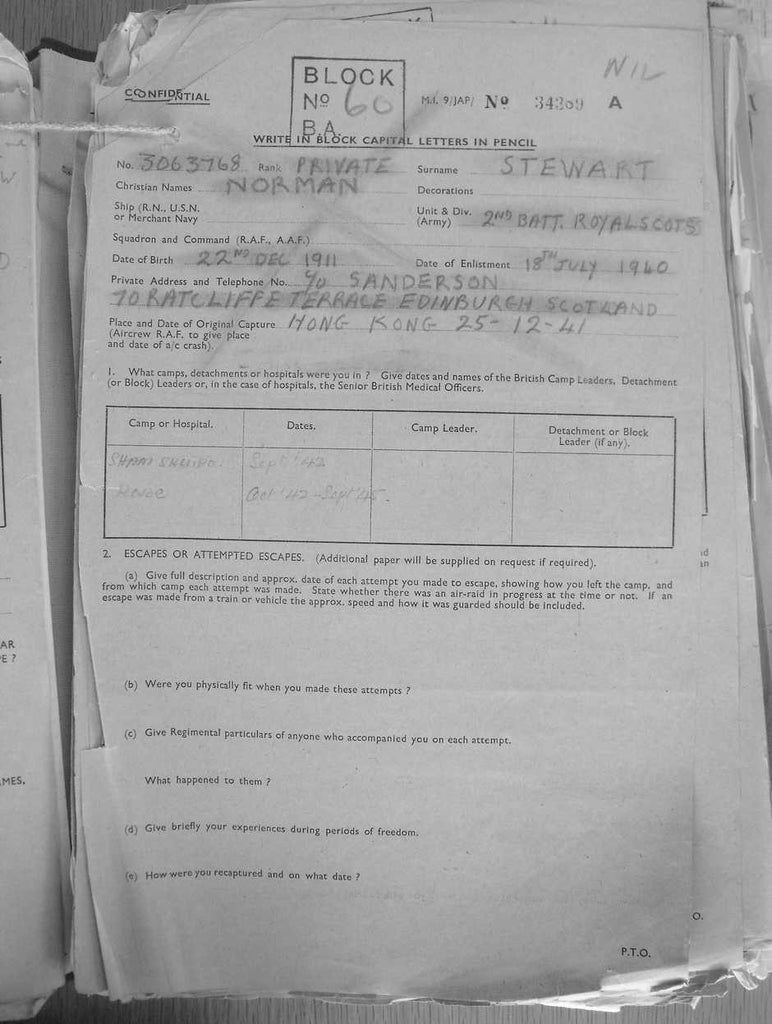 NIL
CONFIDENTIAL
BLOCK
Nº 60
B.A.
M.I. 9/JAP/ Nº 34309 A
WRITE IN BLOCK CAPITAL LETTERS IN PENCIL
No. 3063768 Rank PRIVATE Surname STEWART
Christian Names NORMAN Decorations
Ship (R.N., U.S.N. or Merchant Navy
Unit & Div. (Army) 2ND BATT. ROYAL SCOTS
Squadron and Command (R.A.F., A.A.F.)
Date of Birth 22ND DEC 1911 Date of Enlistment 18TH JULY 1940
Private Address and Telephone No. c/o SANDERSON
70 RATCLIFFE TERRACE EDINBURGH SCOTLAND
Place and Date of Original Capture HONG KONG 25-12-41
(Aircrew R.A.F. to give place
and date of a/c crash).
1. What camps, detachments or hospitals were you in ? Give dates and names of the British Camp Leaders, Detachment
(or Block) Leaders or, in the case of hospitals, the Senior British Medical Officers.
Camp or Hospital. Dates. Camp Leader. Detachment or Block Leader (if any).
Sept '42
Oct '42 - Sept '45.
2. ESCAPES OR ATTEMPTED ESCAPES. (Additional paper will be supplied on request if required).
(a) Give full description and approx. date of each attempt you made to escape, showing how you left the camp, and
from which camp each attempt was made. State whether there was an air-raid in progress at the time or not. If an
escape was made from a train or vehicle the approx. speed and how it was guarded should be included.
(b) Were you physically fit when you made these attempts ?
(c) Give Regimental particulars of anyone who accompanied you on each attempt.
What happened to them ?
(d) Give briefly your experiences during periods of freedom.
(e) How were you recaptured and on what date ?
P.T.O.
AR
E ?
MES.
id
in
O.